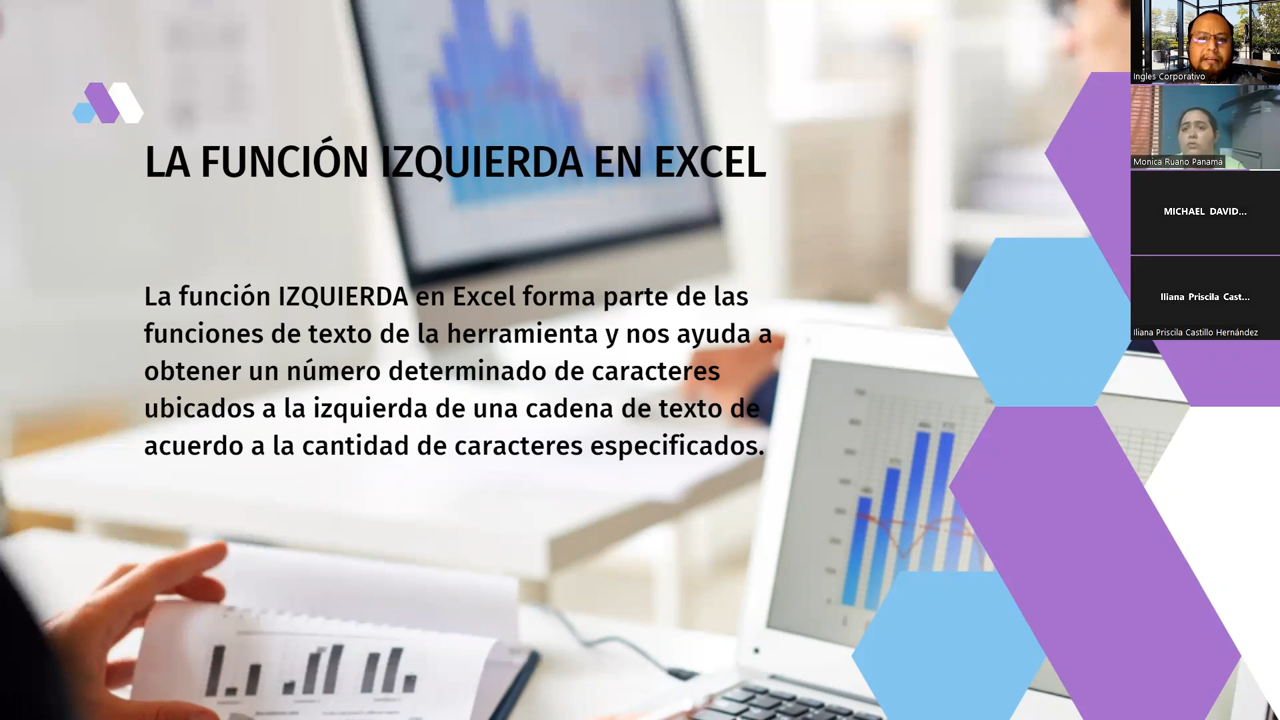 LA FUNCIÓN IZQUIERDA EN EXCEL
La función IZQUIERDA en Excel forma parte de las
funciones de texto de la herramienta y nos ayuda a
obtener un número determinado de caracteres
ubicados a la izquierda de una cadena de texto de
acuerdo a la cantidad de caracteres especificados.
Ingles Corporativo
Monica Ruano Panamá
MICHAEL DAVID...
Iliana Priscila Cast...
Iliana Priscila Castillo Hernández